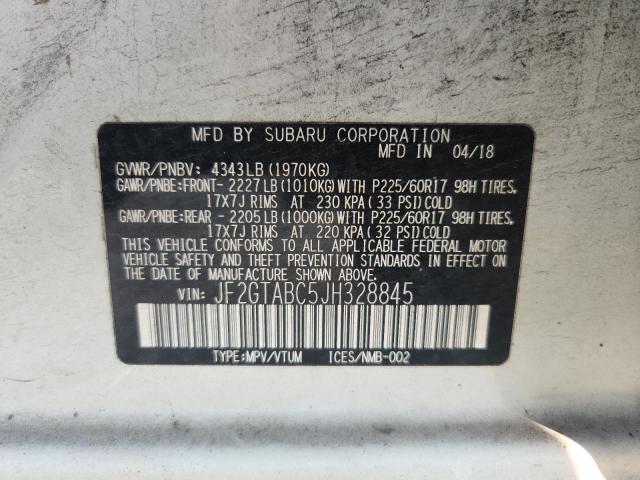 MFD BY SUBARU CORPORATION
MFD IN 04/18
GVWR/PNBV: 4343LB (1970KG)
GAWR/PNBE:FRONT- 2227LB (1010KG) WITH P225/60R17 98H TIRES,
17X7J RIMS AT 230 KPA (33 PSI) COLD
GAWR/PNBE:REAR - 2205LB (1000KG) WITH P225/60R17 98H TIRES,
17X7J RIMS AT 220 KPA (32 PSI) COLD
THIS VEHICLE CONFORMS TO ALL APPLICABLE FEDERAL MOTOR
VEHICLE SAFETY AND THEFT PREVENTION STANDARDS IN EFFECT ON
THE DATE OF MANUFACTURE SHOWN ABOVE.
VIN: JF2GTABC5JH328845
TYPE:MPV/VTUM ICES/NMB-002